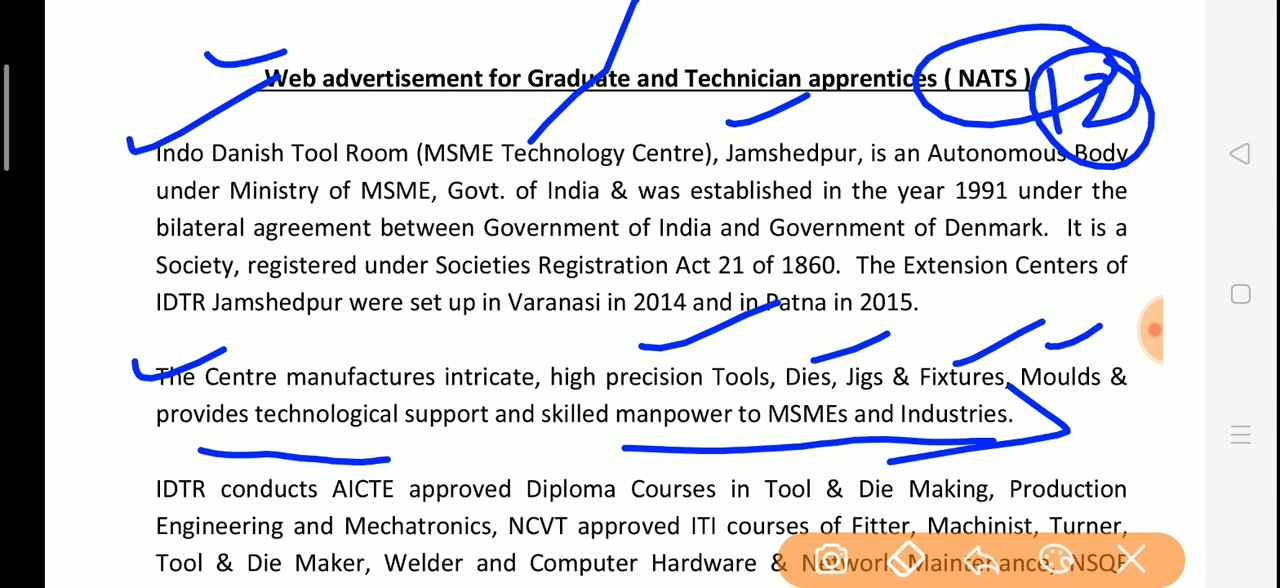 Web advertisement for Graduate and Technician apprentices ( NATS )
12
Indo Danish Tool Room (MSME Technology Centre), Jamshedpur, is an Autonomous Body
under Ministry of MSME, Govt. of India & was established in the year 1991 under the
bilateral agreement between Government of India and Government of Denmark. It is a
Society, registered under Societies Registration Act 21 of 1860. The Extension Centers of
IDTR Jamshedpur were set up in Varanasi in 2014 and in Patna in 2015.
The Centre manufactures intricate, high precision Tools, Dies, Jigs & Fixtures, Moulds &
provides technological support and skilled manpower to MSMEs and Industries.
IDTR conducts AICTE approved Diploma Courses in Tool & Die Making, Production
Engineering and Mechatronics, NCVT approved ITI courses of Fitter, Machinist, Turner,
Tool & Die Maker, Welder and Computer Hardware & Network Maintenance, NSQF